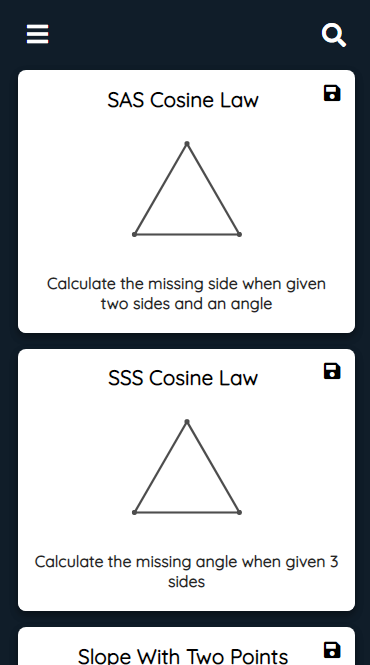 SAS Cosine Law
Calculate the missing side when given
two sides and an angle
SSS Cosine Law
Calculate the missing angle when given 3
sides
Slope With Two Points